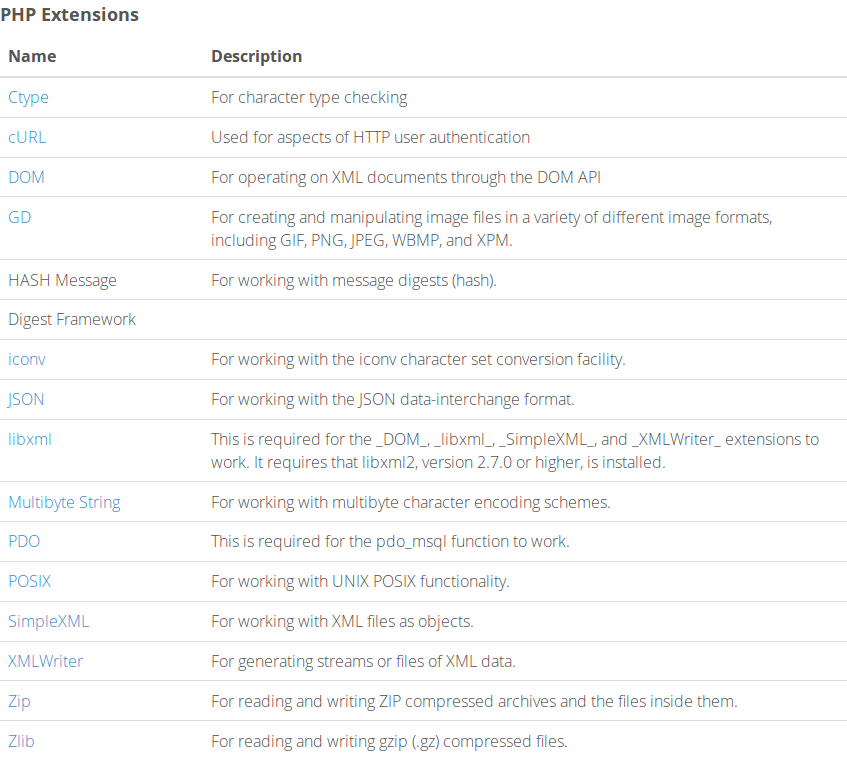 PHP Extensions
Name Description
Ctype For character type checking
cURL Used for aspects of HTTP user authentication
DOM For operating on XML documents through the DOM API
GD For creating and manipulating image files in a variety of different image formats,
including GIF, PNG, JPEG, WBMP, and XPM.
HASH Message For working with message digests (hash).
Digest Framework
iconv For working with the iconv character set conversion facility.
JSON For working with the JSON data-interchange format.
libxml This is required for the _DOM_, _libxml_, _SimpleXML_, and _XMLWriter_ extensions to
work. It requires that libxml2, version 2.7.0 or higher, is installed.
Multibyte String For working with multibyte character encoding schemes.
PDO This is required for the pdo_msql function to work.
POSIX For working with UNIX POSIX functionality.
SimpleXML For working with XML files as objects.
XMLWriter For generating streams or files of XML data.
Zip For reading and writing ZIP compressed archives and the files inside them.
Zlib For reading and writing gzip (.gz) compressed files.